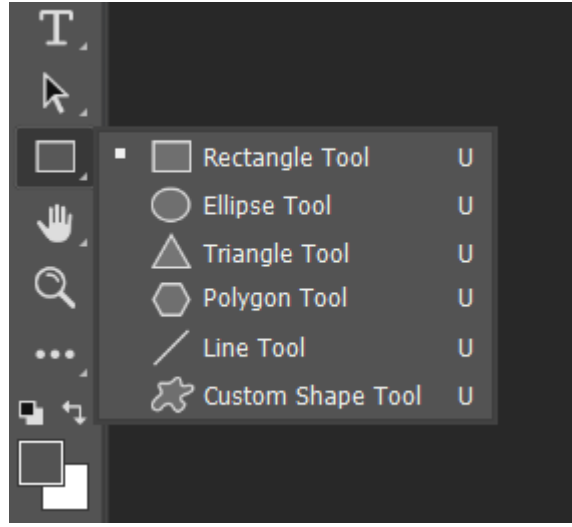 T
Rectangle Tool U
Ellipse Tool U
Triangle Tool U
Polygon Tool U
Line Tool U
Custom Shape Tool U